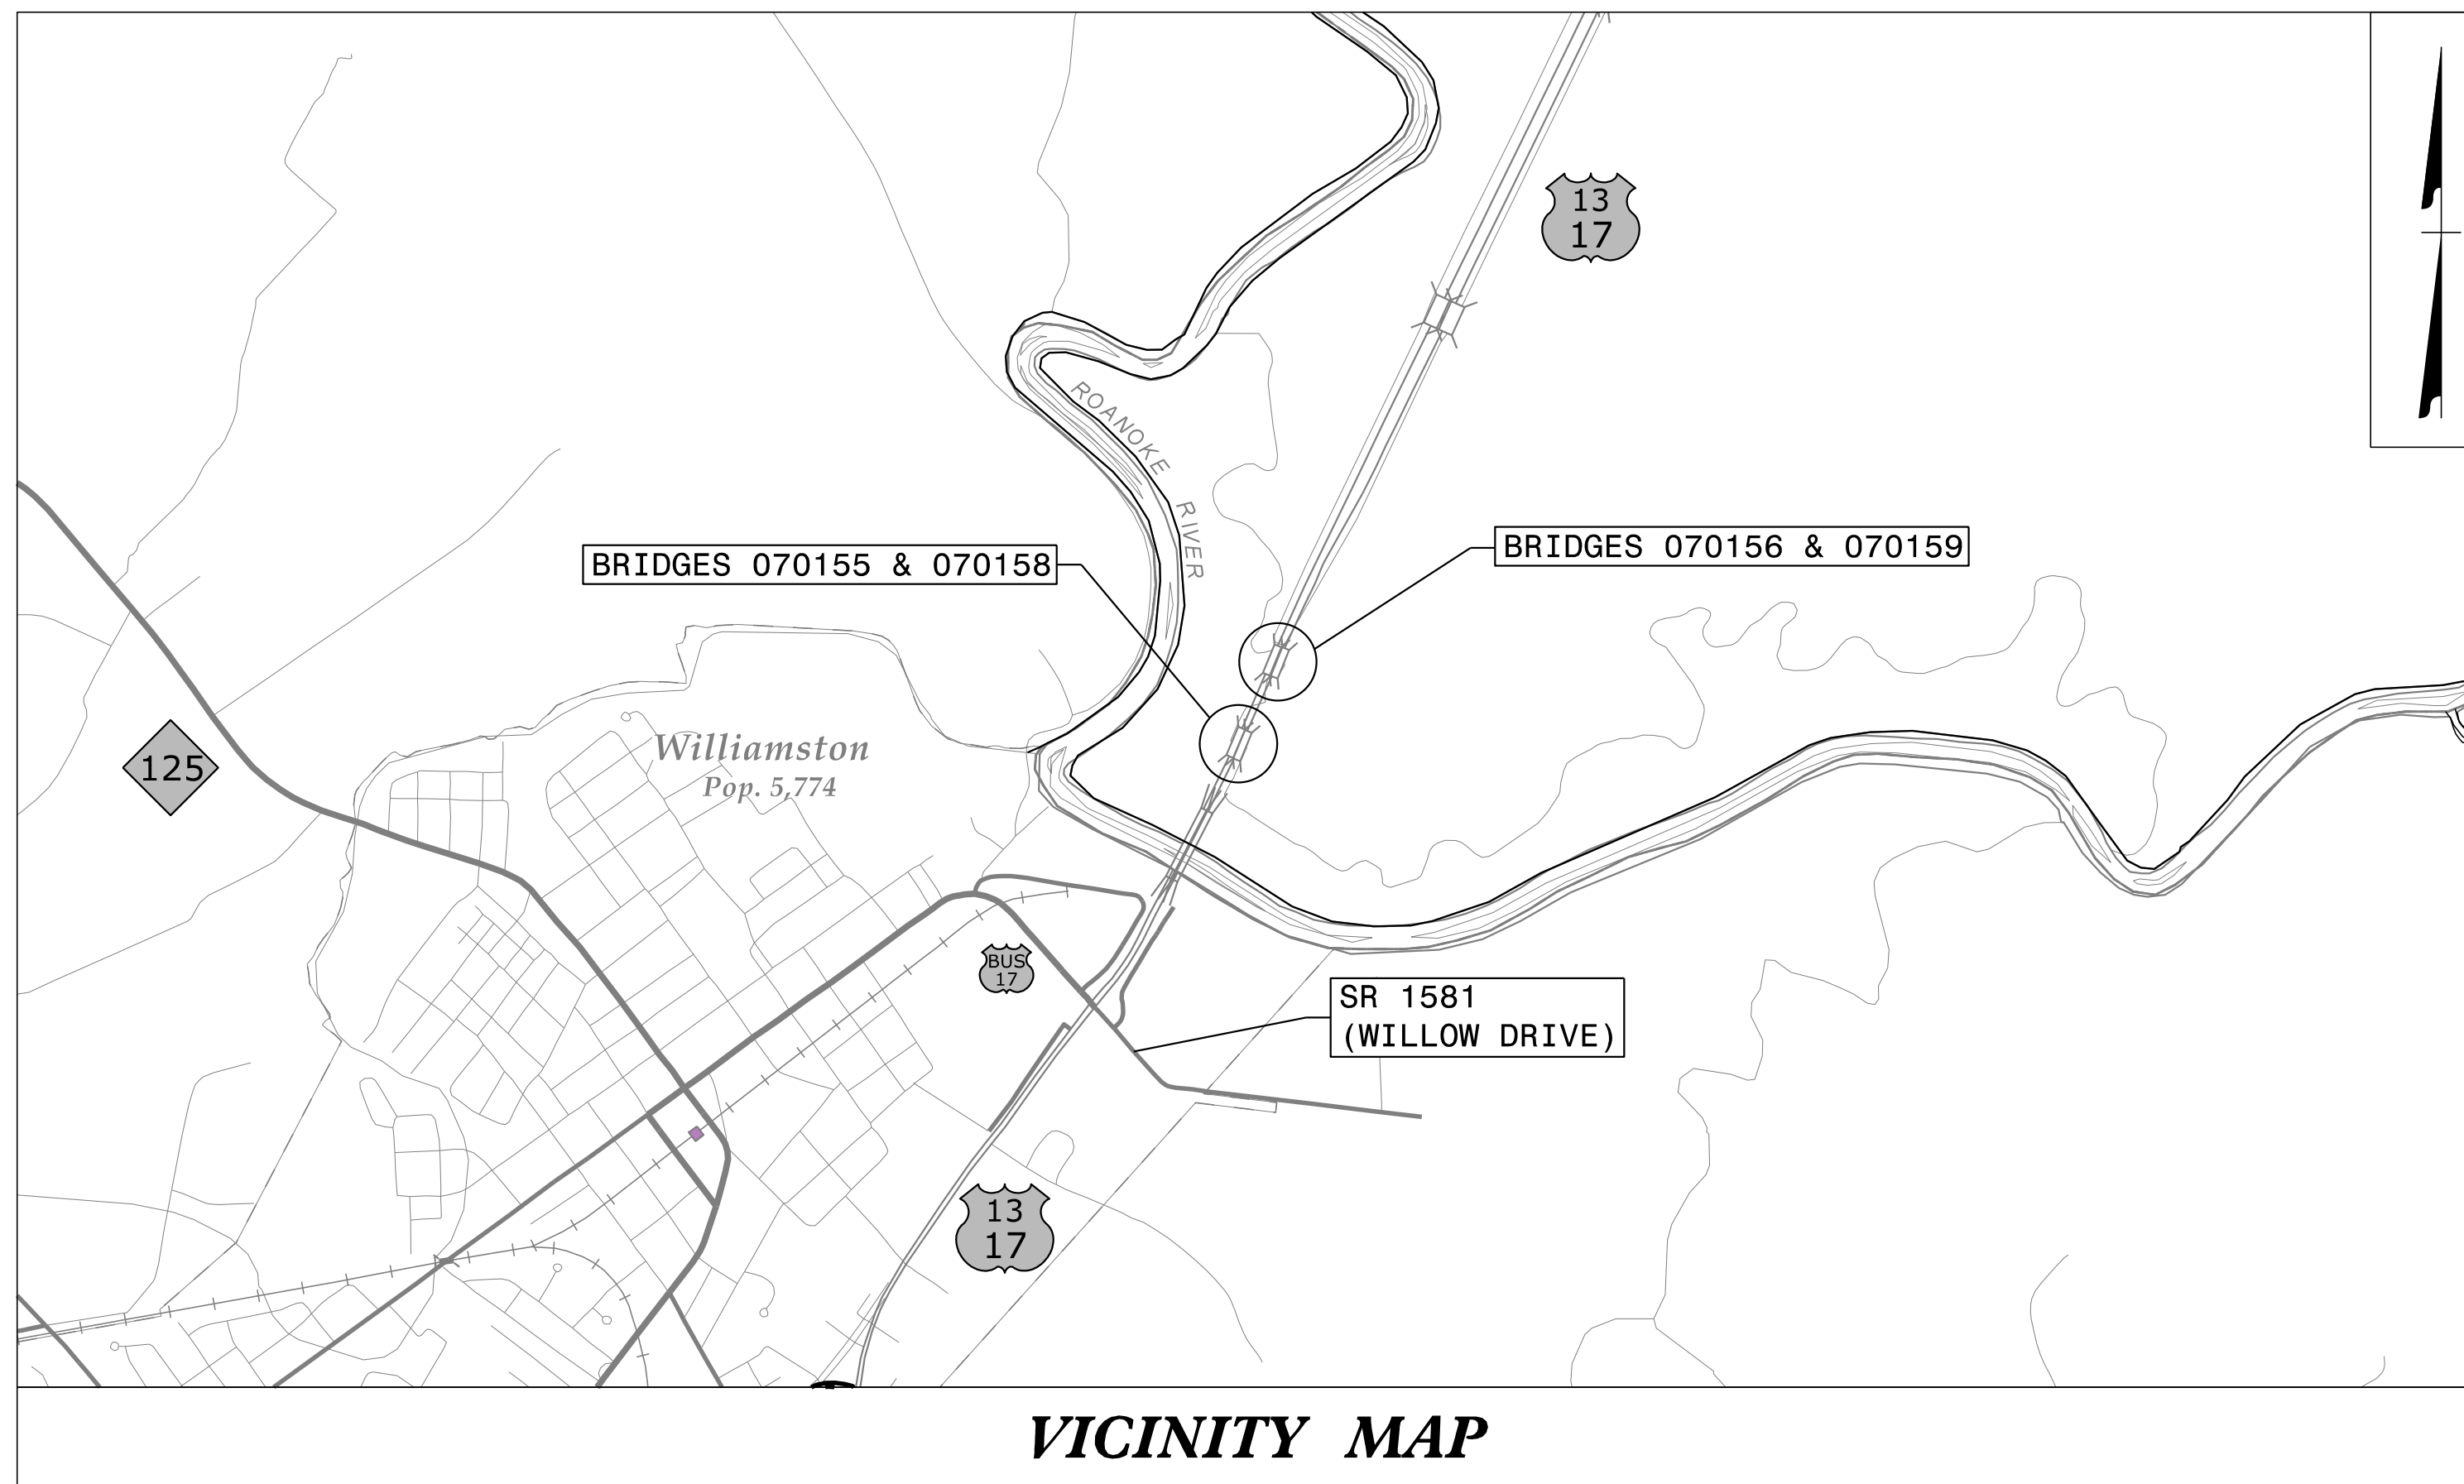 13
17
ROANOKE RIVER
BRIDGES 070156 & 070159
BRIDGES 070155 & 070158
Williamston
Pop. 5,774
125
BUS
17
SR 1581
(WILLOW DRIVE)
13
17
VICINITY MAP